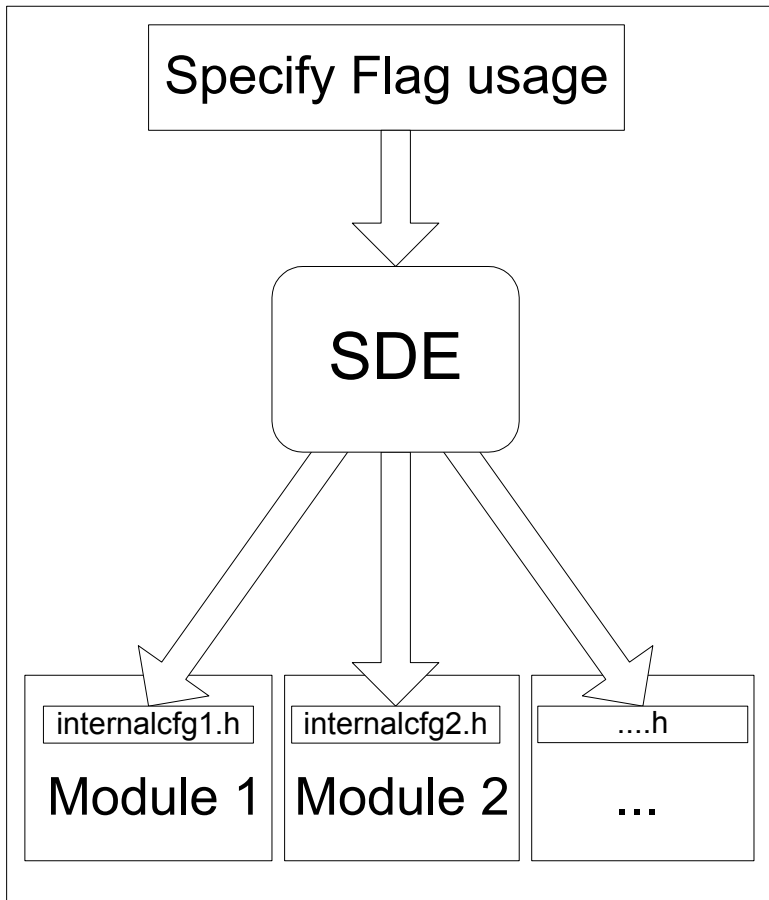 Specify Flag usage
SDE
internalcfg1.h
internalcfg2.h
....h
Module 1
Module 2
...